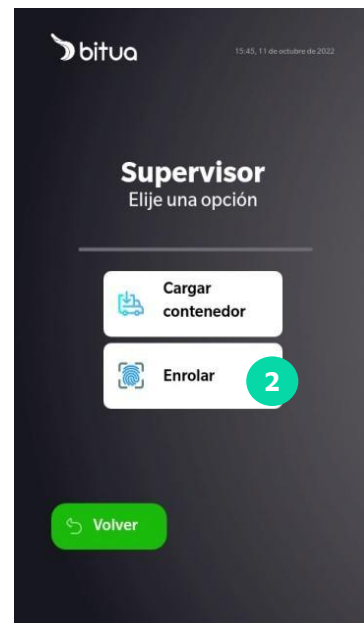 bitua
15:45, 11 de octubre de 2022
Supervisor
Elije una opción
Cargar
contenedor
Enrolar
2
Volver